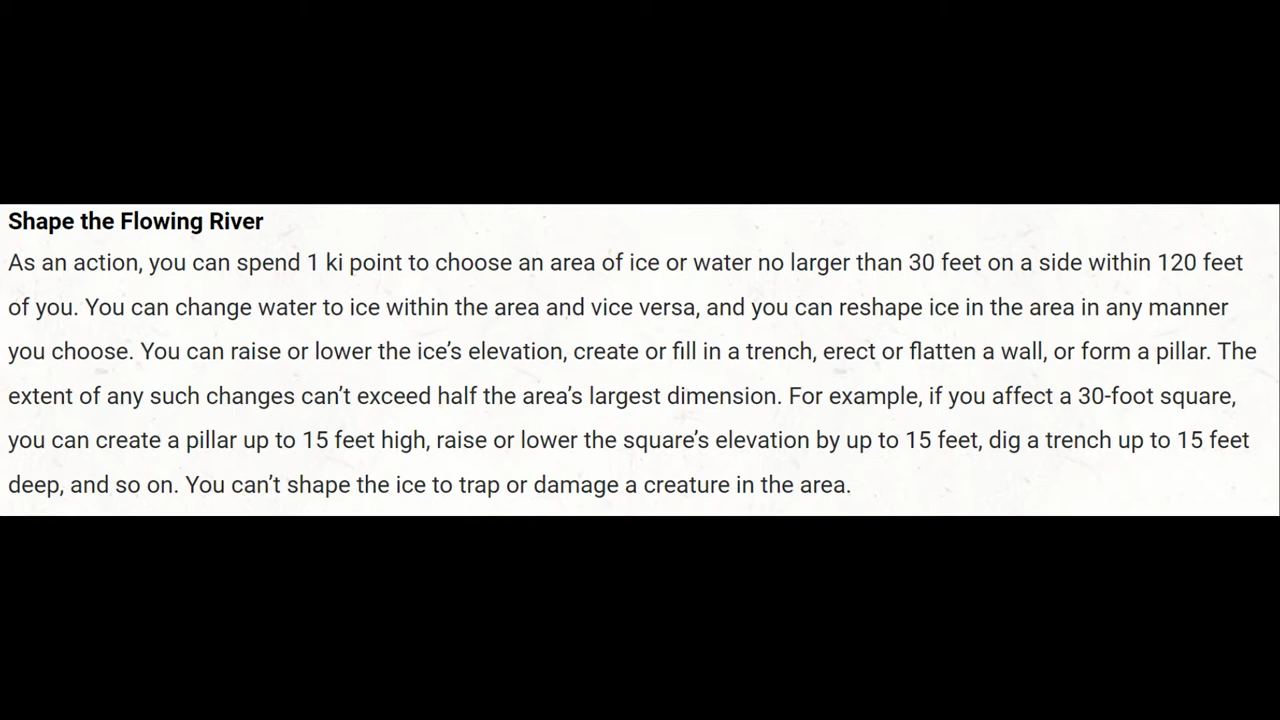 Shape the Flowing River
As an action, you can spend 1 ki point to choose an area of ice or water no larger than 30 feet on a side within 120 feet
of you. You can change water to ice within the area and vice versa, and you can reshape ice in the area in any manner
you choose. You can raise or lower the ice’s elevation, create or fill in a trench, erect or flatten a wall, or form a pillar. The
extent of any such changes can’t exceed half the area’s largest dimension. For example, if you affect a 30-foot square,
you can create a pillar up to 15 feet high, raise or lower the square’s elevation by up to 15 feet, dig a trench up to 15 feet
deep, and so on. You can’t shape the ice to trap or damage a creature in the area.